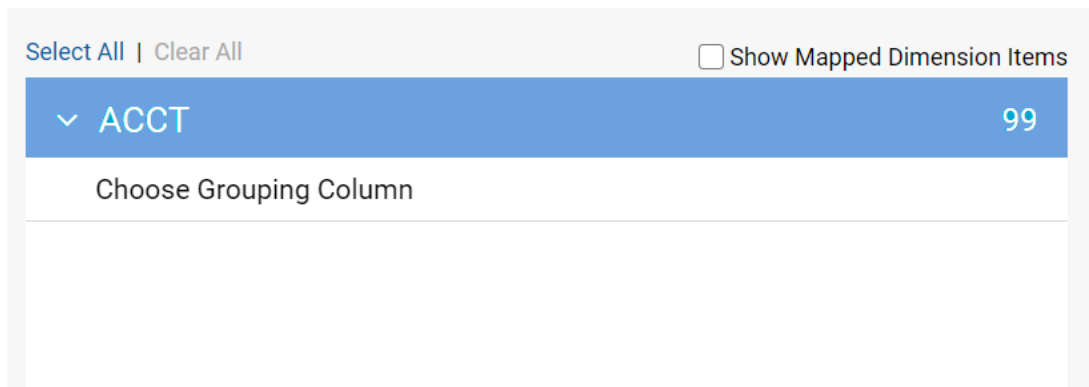 Select All | Clear All
Show Mapped Dimension Items
ACCT 99
Choose Grouping Column